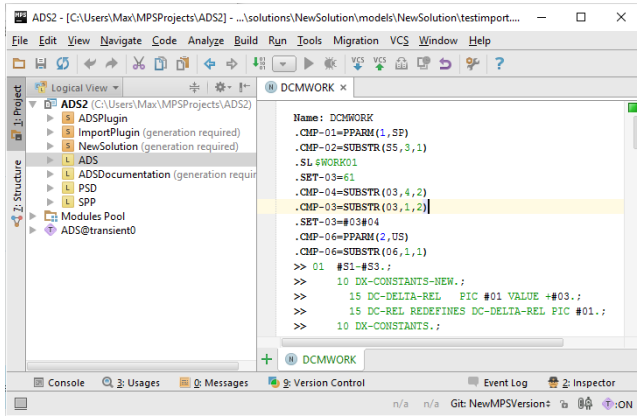 ADS2 - [C:\Users\Max\MPSProjects\ADS2] - ...\solutions\NewSolution\models\NewSolution\testimport....
File Edit View Navigate Code Analyze Build Run Tools Migration VCS Window Help
Logical View
DCMWORK
1: Project
7: Structure
ADS2 (C:\Users\Max\MPSProjects\ADS2)
ADSPlugin
ImportPlugin (generation required)
NewSolution (generation required)
ADS
ADSDocumentation (generation requir
PSD
SPP
Modules Pool
ADS@transient0
Name: DCMWORK
.CMP-01=PPARM(1,SP)
.CMP-02=SUBSTR(S5,3,1)
.SL $WORK01
.SET-03=61
.CMP-04=SUBSTR(03,4,2)
.CMP-03=SUBSTR(03,1,2)
.SET-03=#03#04
.CMP-06=PPARM(2,US)
.CMP-06=SUBSTR(06,1,1)
>> 01 #S1-#S3.;
>> 10 DX-CONSTANTS-NEW.;
>> 15 DC-DELTA-REL PIC #01 VALUE +#03.;
>> 15 DC-REL REDEFINES DC-DELTA-REL PIC #01.;
>> 10 DX-CONSTANTS.;
DCMWORK
Console 3: Usages 0: Messages 9: Version Control Event Log 2: Inspector
n/a n/a Git: NewMPSVersion T:ON